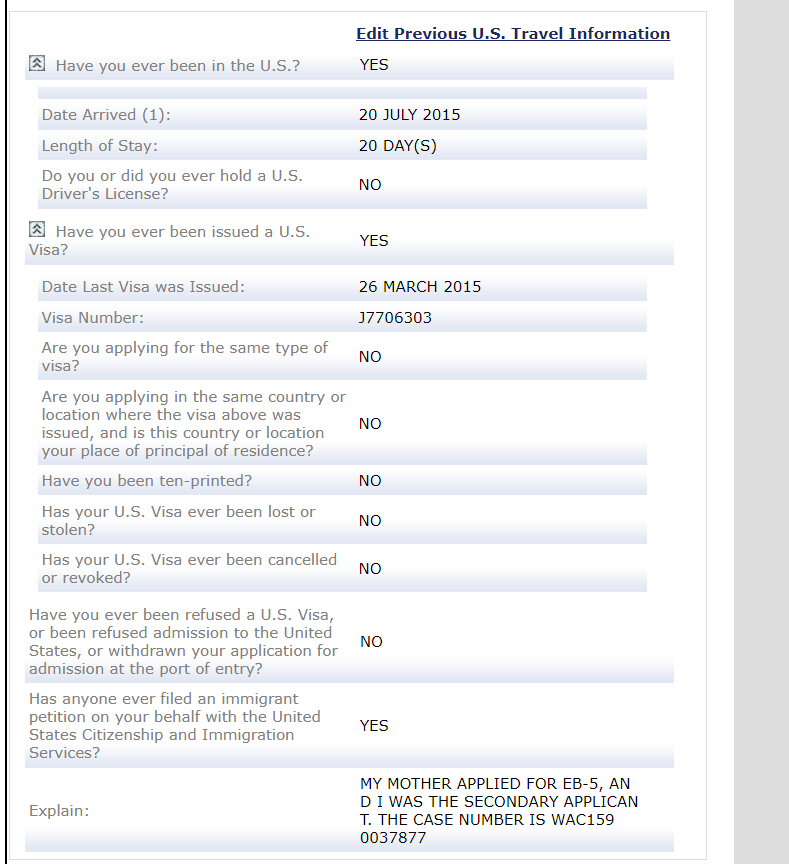 Edit Previous U.S. Travel Information
Have you ever been in the U.S.? YES
Date Arrived (1): 20 JULY 2015
Length of Stay: 20 DAY(S)
Do you or did you ever hold a U.S.
Driver's License?
NO
Have you ever been issued a U.S.
Visa?
YES
Date Last Visa was Issued: 26 MARCH 2015
Visa Number: J7706303
Are you applying for the same type of
visa?
NO
Are you applying in the same country or
location where the visa above was
issued, and is this country or location
your place of principal of residence?
NO
Have you been ten-printed? NO
Has your U.S. Visa ever been lost or
stolen?
NO
Has your U.S. Visa ever been cancelled
or revoked?
NO
Have you ever been refused a U.S. Visa,
or been refused admission to the United
States, or withdrawn your application for
admission at the port of entry?
NO
Has anyone ever filed an immigrant
petition on your behalf with the United
States Citizenship and Immigration
Services?
YES
Explain:
MY MOTHER APPLIED FOR EB-5, AN
D I WAS THE SECONDARY APPLICAN
T. THE CASE NUMBER IS WAC159
0037877